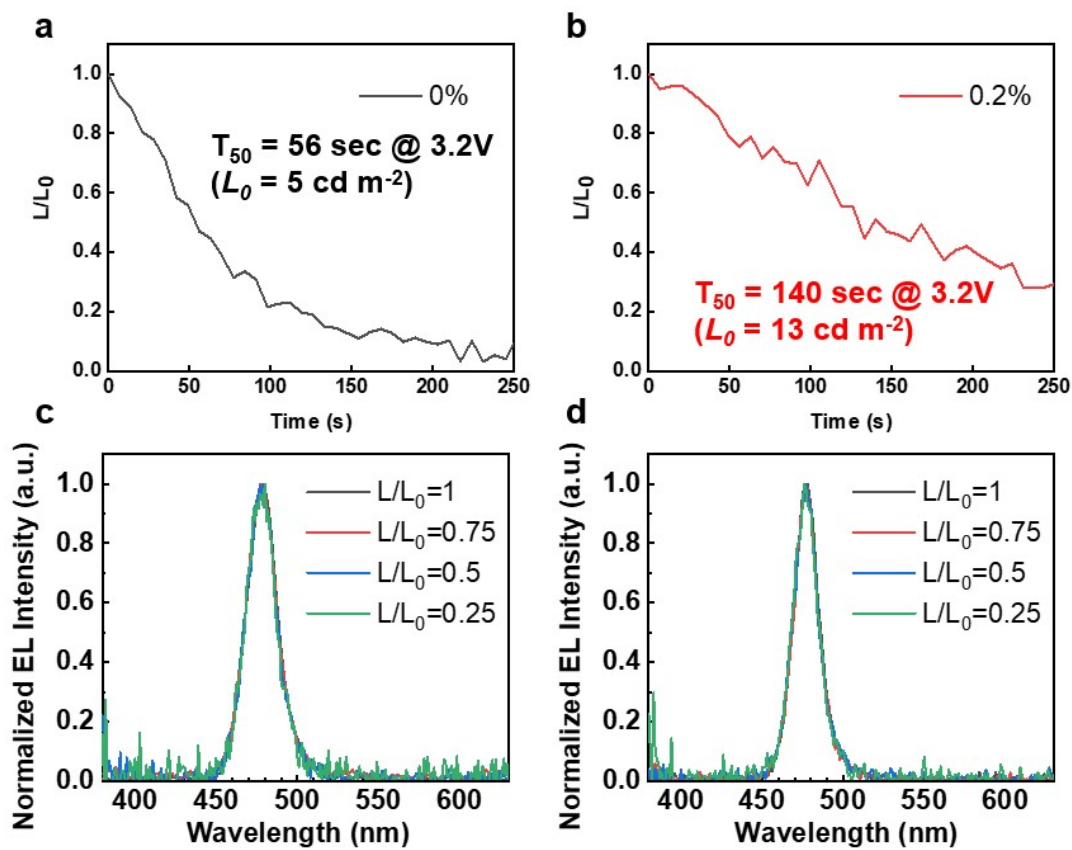 a
1.0
0.8
0.6
0.4
0.2
0.0
L/L0
0%
T50 = 56 sec @ 3.2V
(L0 = 5 cd m-2)
0 50 100 150 200 250
Time (s)
b
1.0
0.8
0.6
0.4
0.2
0.0
L/L0
0.2%
T50 = 140 sec @ 3.2V
(L0 = 13 cd m-2)
0 50 100 150 200 250
Time (s)
c
1.0
0.8
0.6
0.4
0.2
0.0
Normalized EL Intensity (a.u.)
L/L0=1
L/L0=0.75
L/L0=0.5
L/L0=0.25
400 450 500 550 600
Wavelength (nm)
d
1.0
0.8
0.6
0.4
0.2
0.0
Normalized EL Intensity (a.u.)
L/L0=1
L/L0=0.75
L/L0=0.5
L/L0=0.25
400 450 500 550 600
Wavelength (nm)